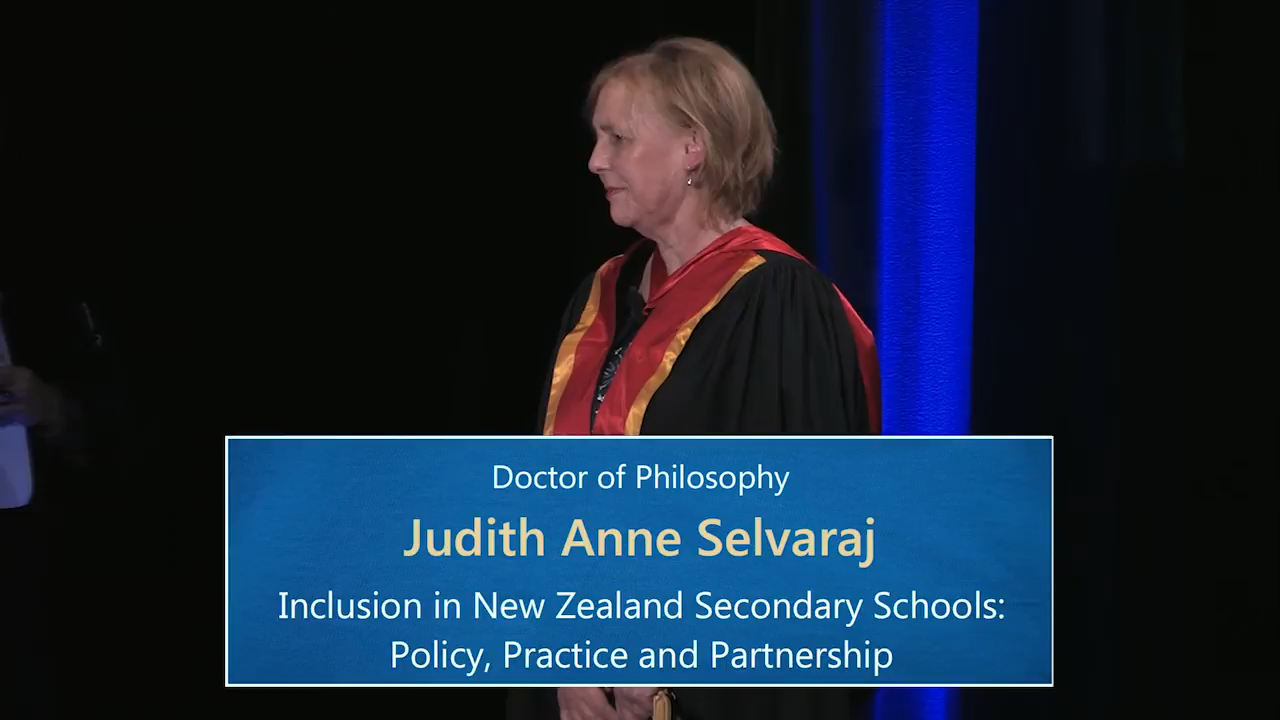 Doctor of Philosophy
Judith Anne Selvaraj
Inclusion in New Zealand Secondary Schools:
Policy, Practice and Partnership